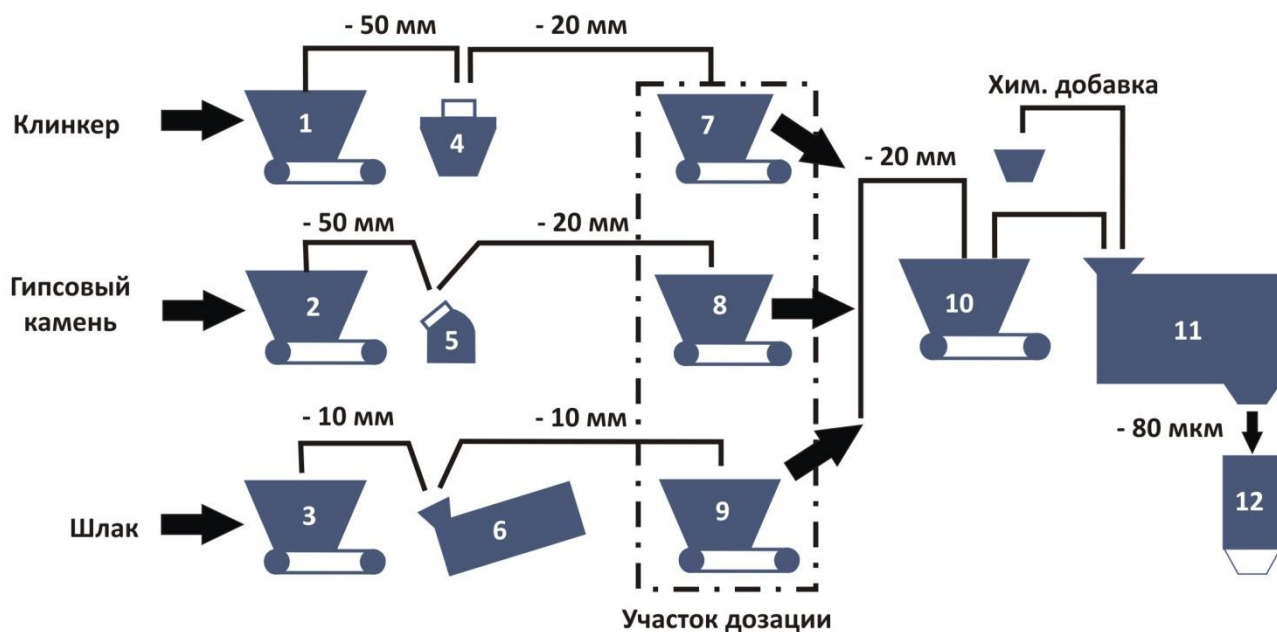 - 50 мм
- 20 мм
Хим. добавка
Клинкер
1
4
7
- 20 мм
- 50 мм
- 20 мм
Гипсовый
камень
2
5
8
10
11
- 10 мм
- 10 мм
- 80 мкм
Шлак
3
6
9
12
Участок дозации